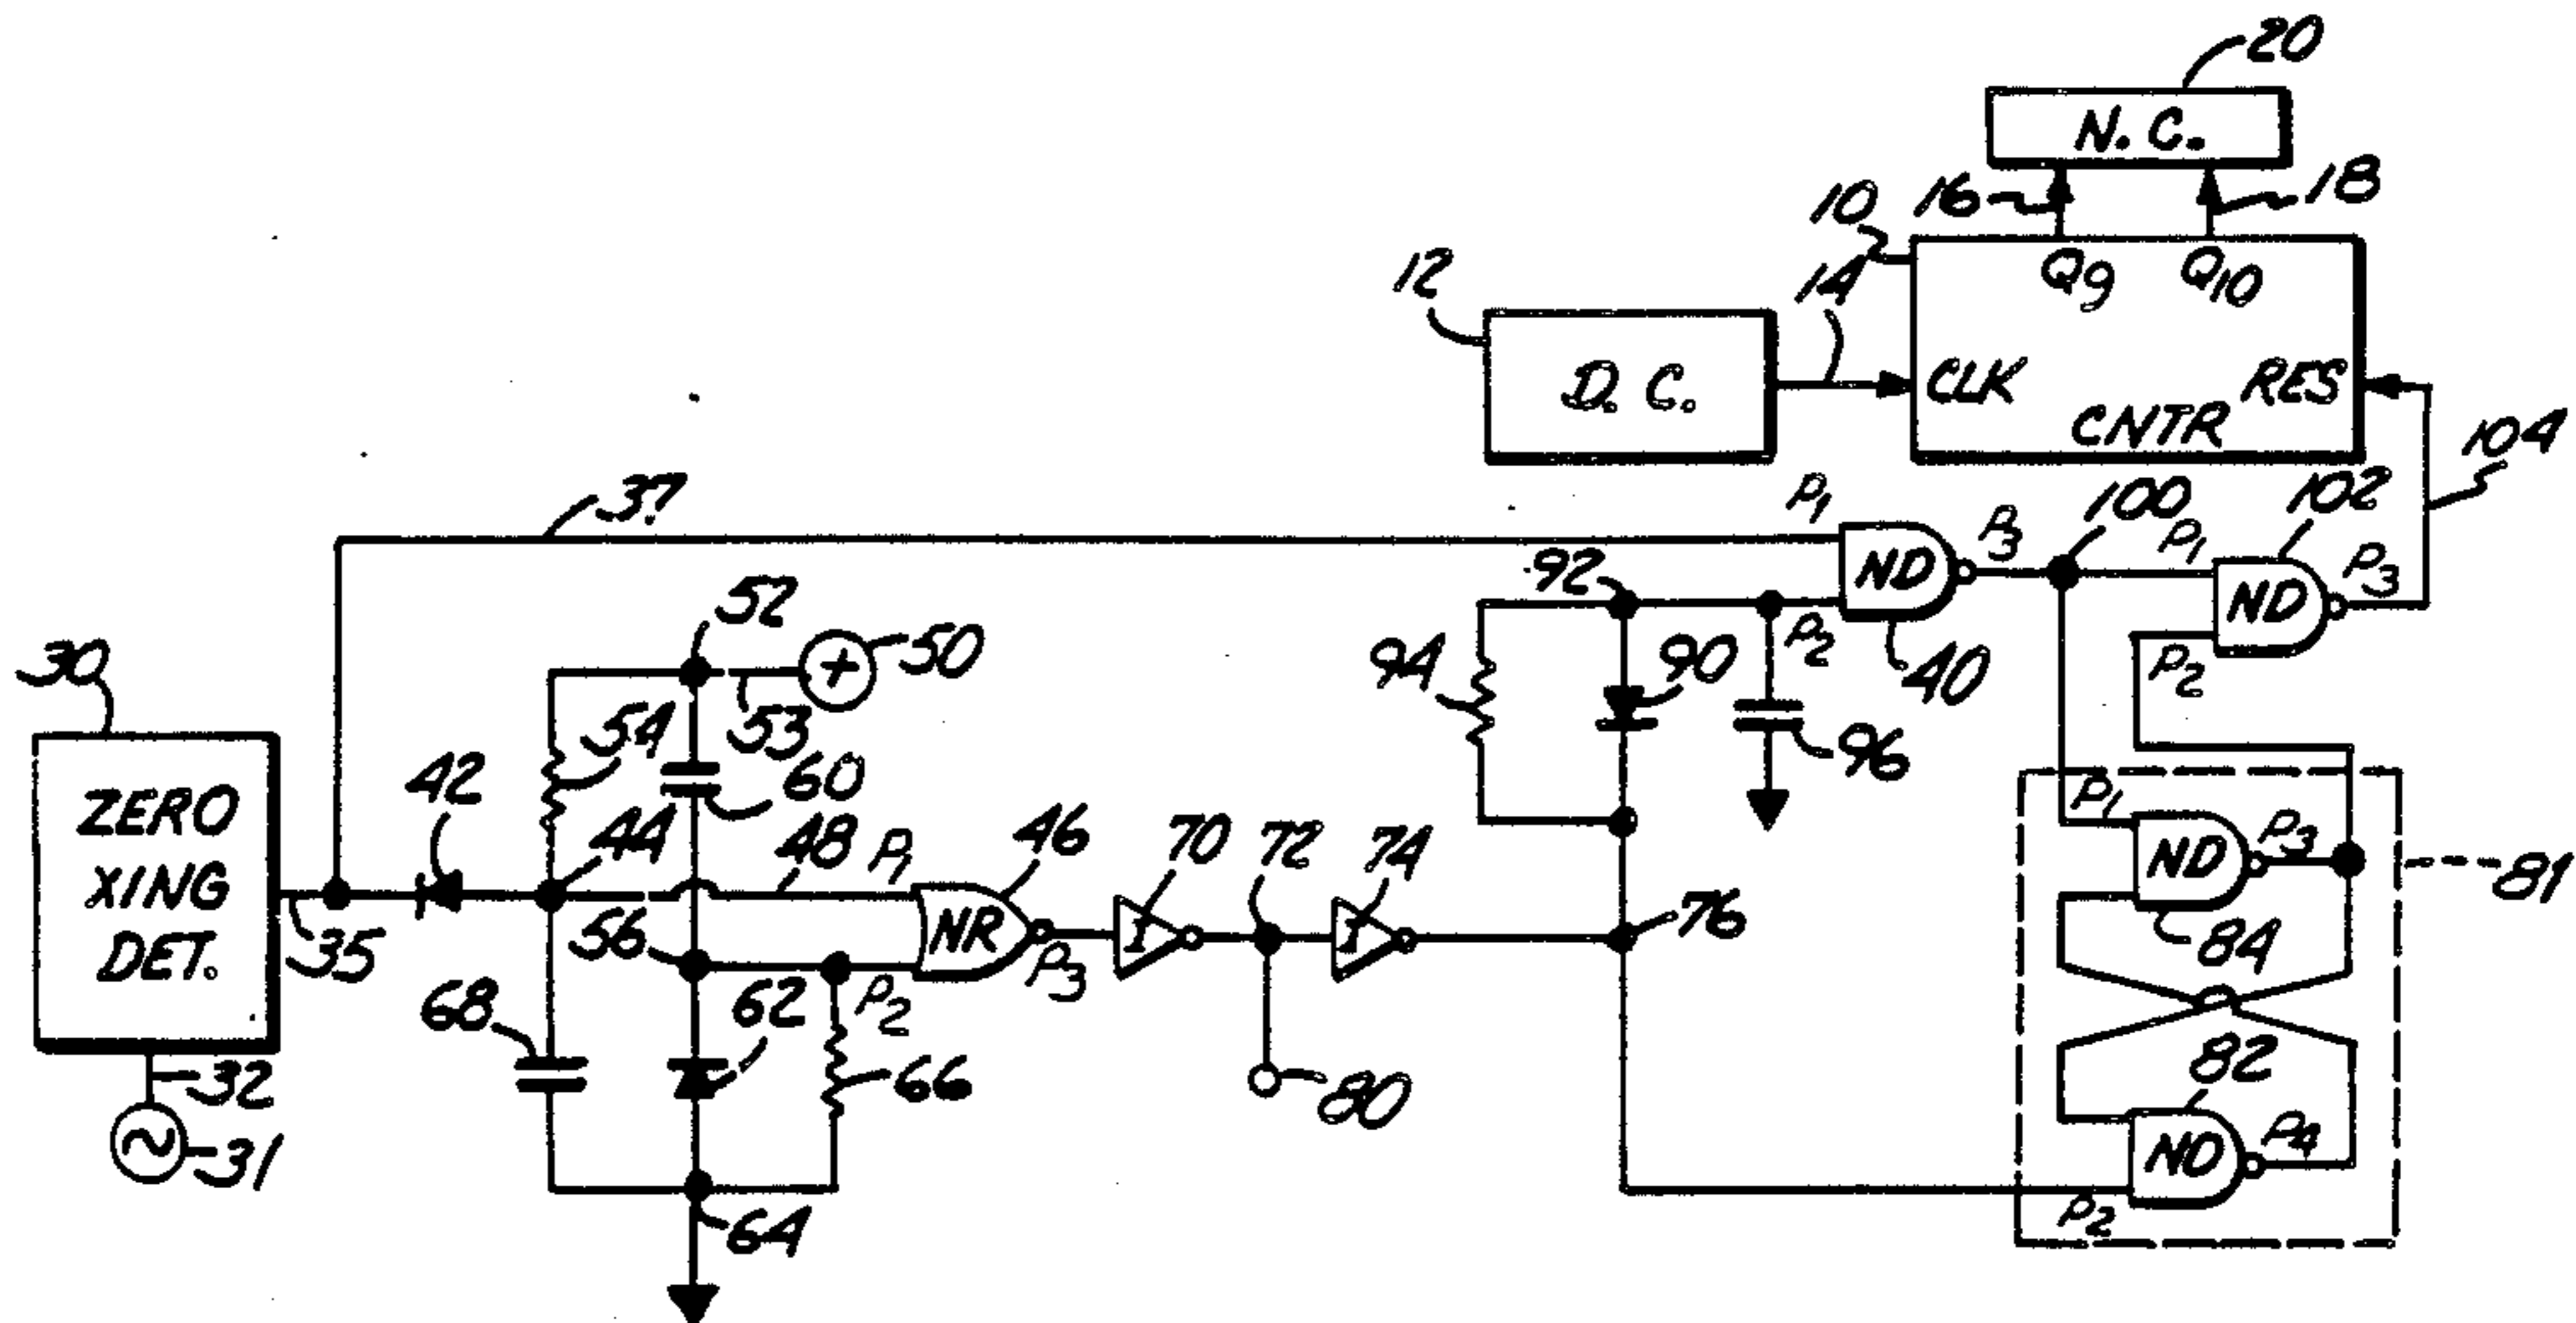 20
N. C.
16
18
10
Q9
Q10
12
14
D. C.
CLK
RES
CNTR
104
37
P1
100
102
P3
P1
P3
92
ND
ND
52
P2
P2
+
50
94
90
40
30
54
53
96
42
60
ZERO
XING
DET.
44
48
P1
46
70
72
74
P1
P3
ND
81
35
56
NR
I
I
76
P3
84
68
62
P2
66
82
32
80
ND
P4
31
64
P2